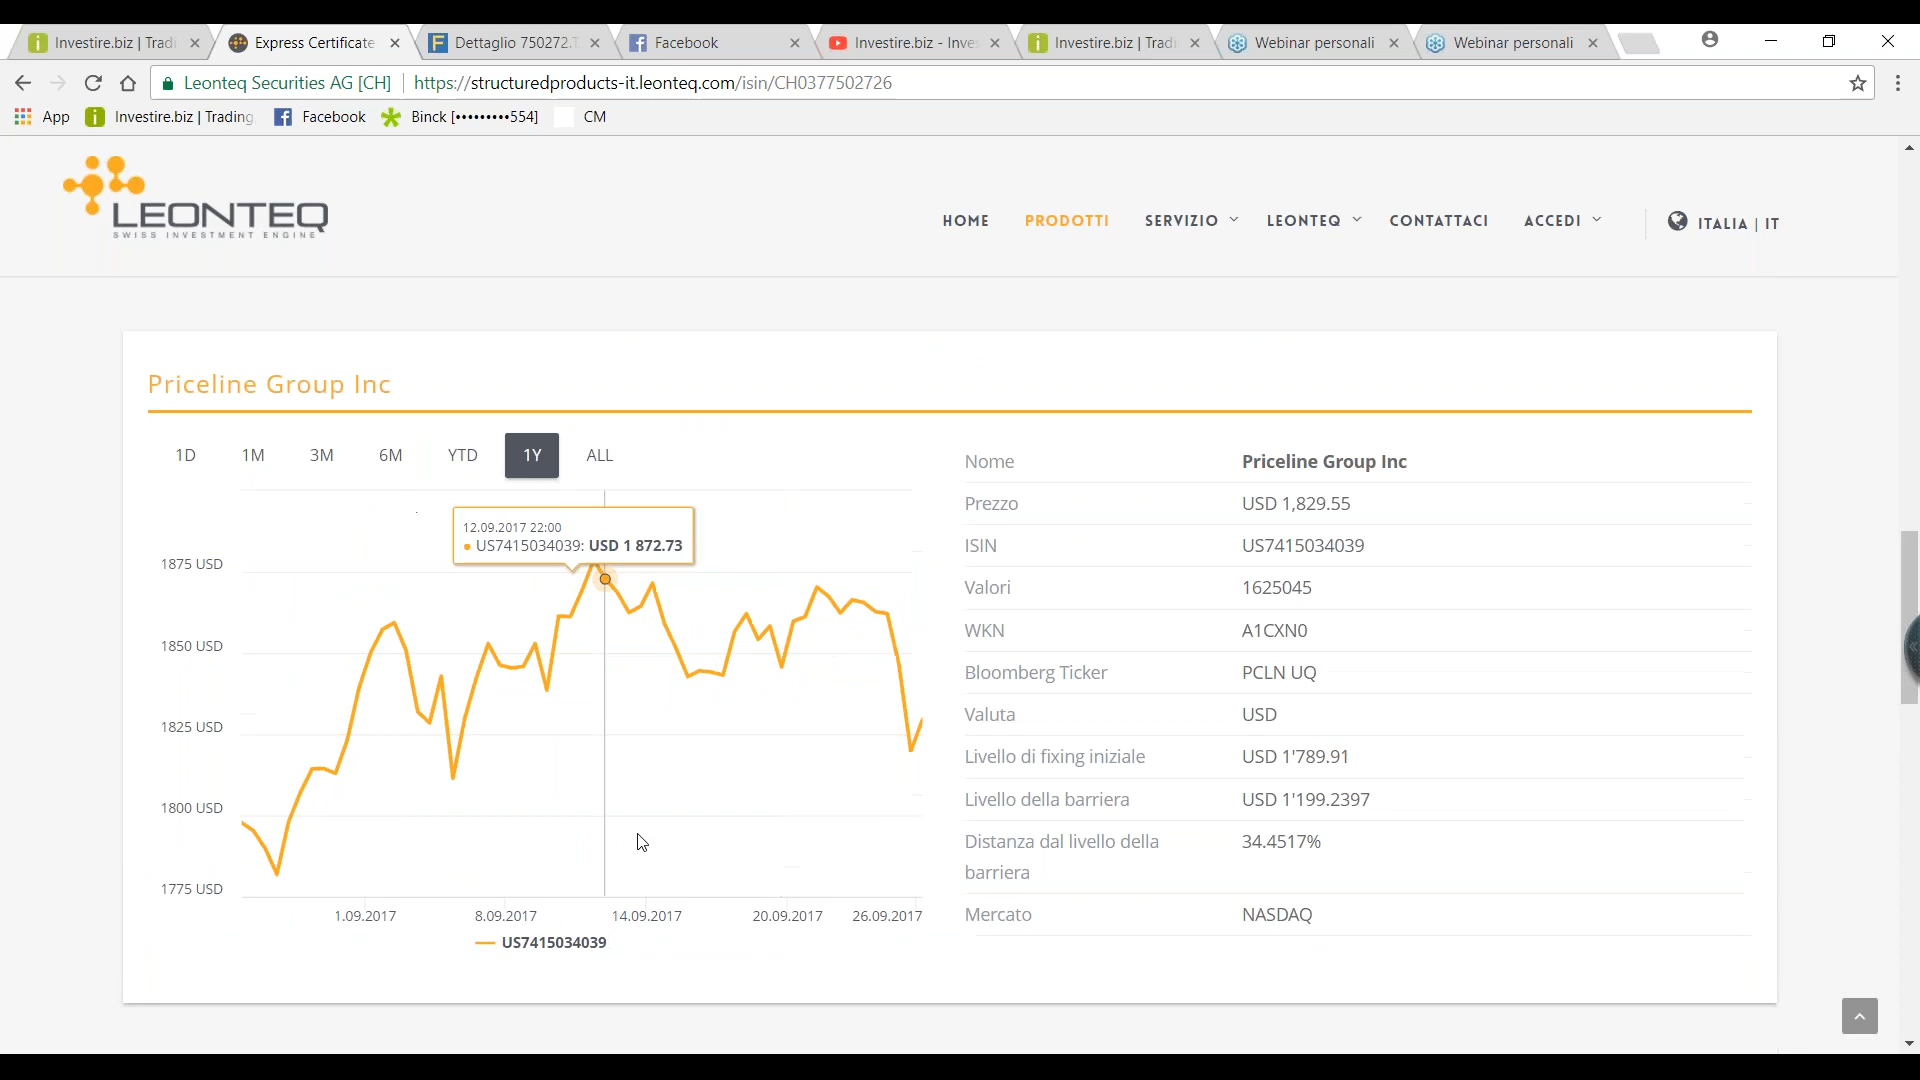 Investire.biz | Tradi
Express Certificate
Dettaglio 750272.T
Facebook
Investire.biz - Inves
Investire.biz | Tradi
Webinar personali
Webinar personali
Leonteq Securities AG [CH]
https://structuredproducts-it.leonteq.com/isin/CH0377502726
App
Investire.biz | Trading
Facebook
Binck [•••••••••554]
CM
LEONTEQ
SWISS INVESTMENT ENGINE
HOME
PRODOTTI
SERVIZIO
LEONTEQ
CONTATTACI
ACCEDI
ITALIA | IT
Priceline Group Inc
1D 1M 3M 6M YTD 1Y ALL
12.09.2017 22:00
US7415034039: USD 1 872.73
1875 USD
1850 USD
1825 USD
1800 USD
1775 USD
1.09.2017 8.09.2017 14.09.2017 20.09.2017 26.09.2017
US7415034039
Nome Priceline Group Inc
Prezzo USD 1,829.55
ISIN US7415034039
Valori 1625045
WKN A1CXN0
Bloomberg Ticker PCLN UQ
Valuta USD
Livello di fixing iniziale USD 1'789.91
Livello della barriera USD 1'199.2397
Distanza dal livello della 34.4517%
barriera
Mercato NASDAQ